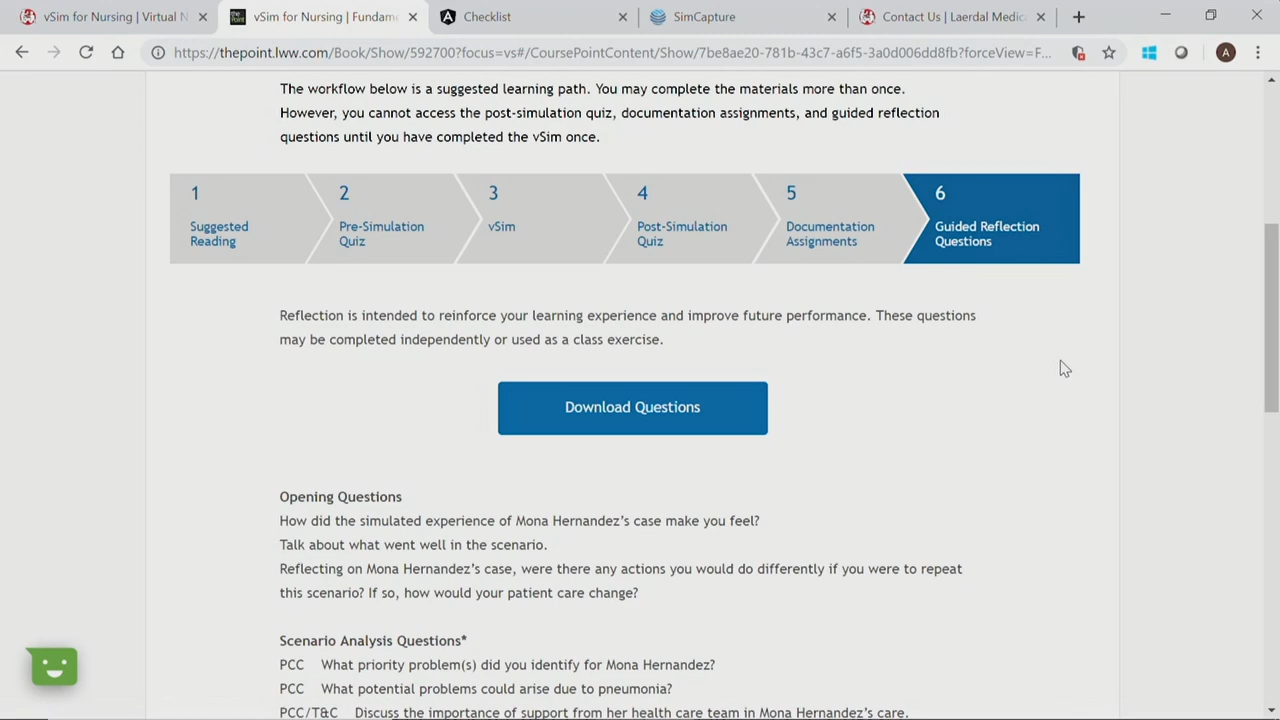 vSim for Nursing | Virtual N
vSim for Nursing | Fundame
Checklist
SimCapture
Contact Us | Laerdal Medic
https://thepoint.lww.com/Book/Show/592700?focus=vs#/CoursePointContent/Show/7be8ae20-781b-43c7-a6f5-3a0d006dd8fb?forceView=F...
A
The workflow below is a suggested learning path. You may complete the materials more than once.
However, you cannot access the post-simulation quiz, documentation assignments, and guided reflection
questions until you have completed the vSim once.
1
Suggested
Reading
2
Pre-Simulation
Quiz
3
vSim
4
Post-Simulation
Quiz
5
Documentation
Assignments
6
Guided Reflection
Questions
Reflection is intended to reinforce your learning experience and improve future performance. These questions
may be completed independently or used as a class exercise.
Download Questions
Opening Questions
How did the simulated experience of Mona Hernandez’s case make you feel?
Talk about what went well in the scenario.
Reflecting on Mona Hernandez’s case, were there any actions you would do differently if you were to repeat
this scenario? If so, how would your patient care change?
Scenario Analysis Questions*
PCC What priority problem(s) did you identify for Mona Hernandez?
PCC What potential problems could arise due to pneumonia?
PCC/T&C Discuss the importance of support from her health care team in Mona Hernandez’s care.